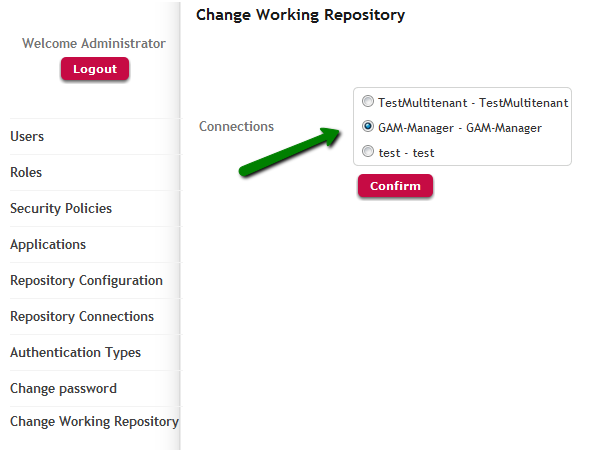 Change Working Repository
Welcome Administrator
Logout
Users
Roles
Security Policies
Applications
Repository Configuration
Repository Connections
Authentication Types
Change password
Change Working Repository
Connections
TestMultitenant - TestMultitenant
GAM-Manager - GAM-Manager
test - test
Confirm